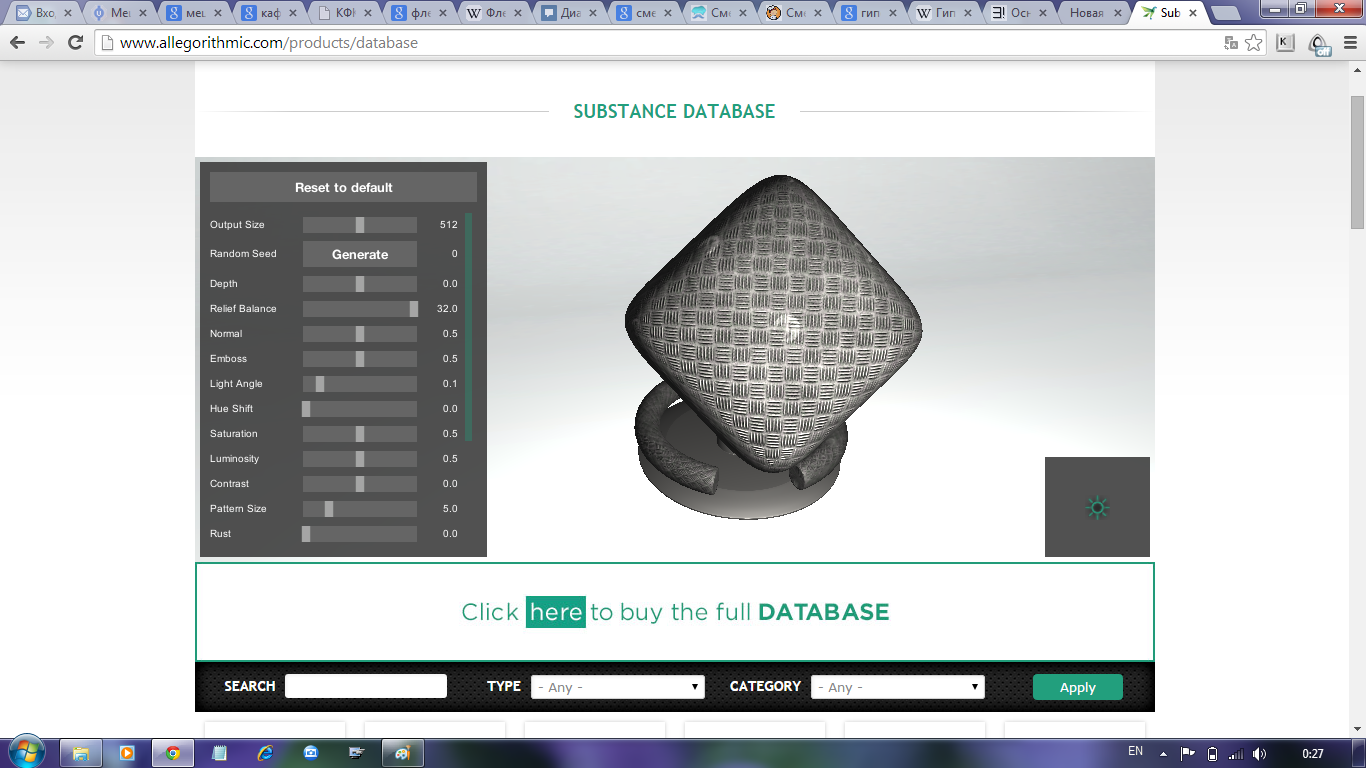 Вхо
Меш
меш
каф
КФК
фле
Фле
Диа
сме
Сме
Сме
гип
Гип
Э!
Осн
Новая
Sub
www.allegorithmic.com/products/database
K
off
SUBSTANCE DATABASE
Reset to default
Output Size 512
Random Seed Generate 0
Depth 0.0
Relief Balance 32.0
Normal 0.5
Emboss 0.5
Light Angle 0.1
Hue Shift 0.0
Saturation 0.5
Luminosity 0.5
Contrast 0.0
Pattern Size 5.0
Rust 0.0
Click here to buy the full DATABASE
SEARCH TYPE - Any - CATEGORY - Any - Apply
EN 0:27